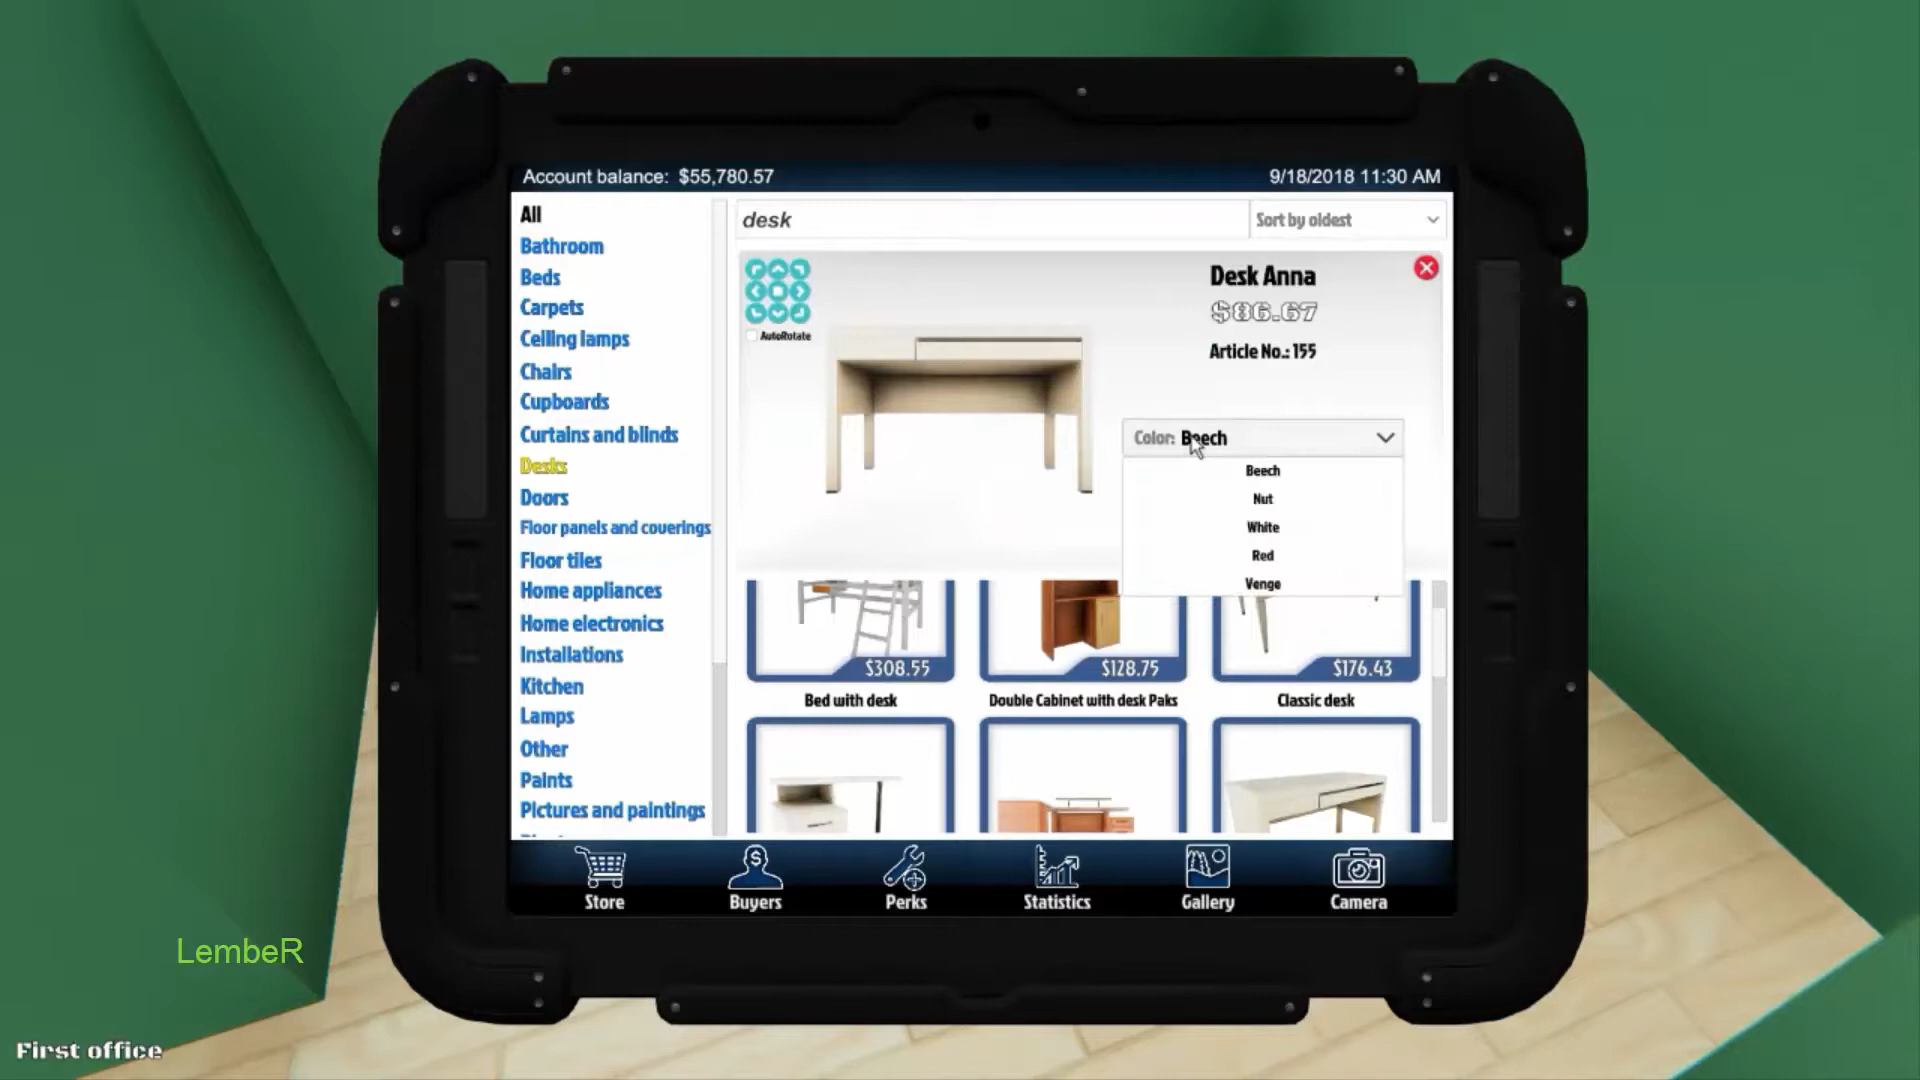 Account balance: $55,780.57
9/18/2018 11:30 AM
All
Bathroom
Beds
Carpets
Ceiling lamps
Chairs
Cupboards
Curtains and blinds
Desks
Doors
Floor panels and coverings
Floor tiles
Home appliances
Home electronics
Installations
Kitchen
Lamps
Other
Paints
Pictures and paintings
desk
Sort by oldest
AutoRotate
Desk Anna
$86.67
Article No.: 155
Color: Beech
Beech
Nut
White
Red
Venge
$308.55
$128.75
$176.43
Bed with desk
Double Cabinet with desk Paks
Classic desk
Store
Buyers
Perks
Statistics
Gallery
Camera
LembeR
First office